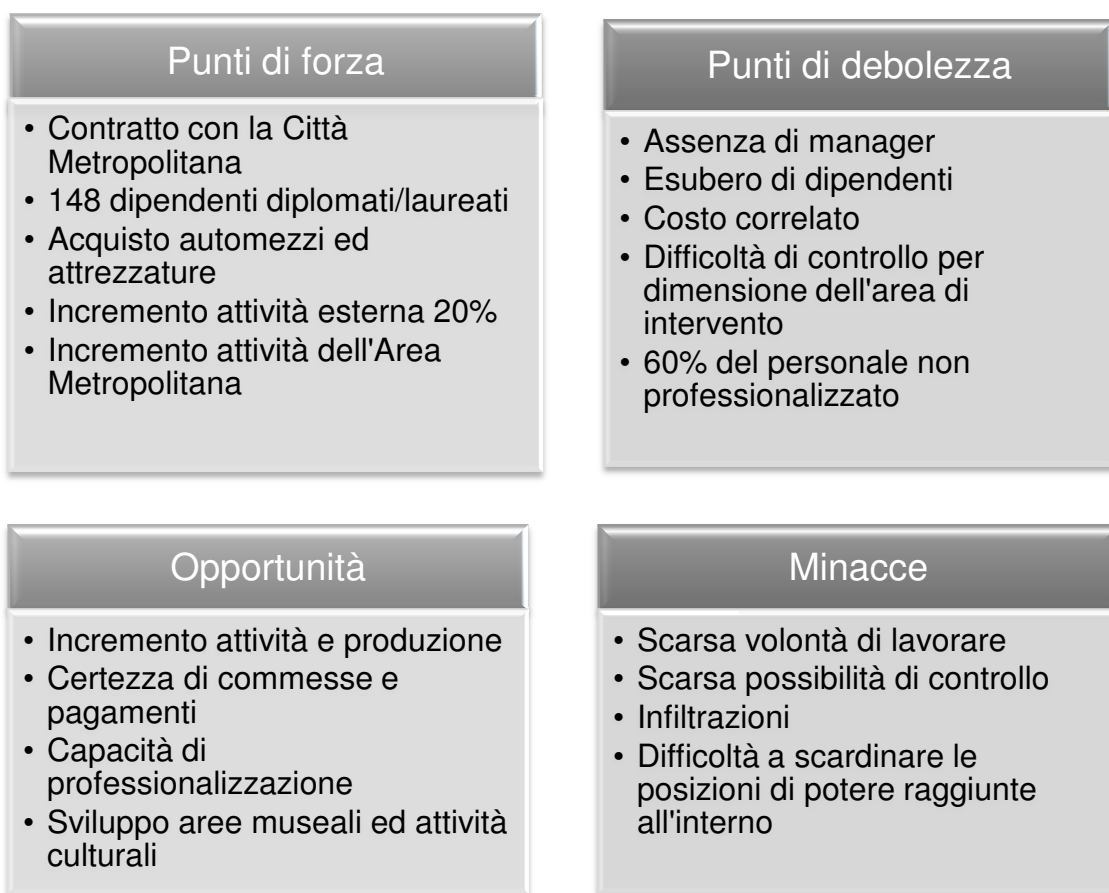 Punti di forza
• Contratto con la Città
Metropolitana
• 148 dipendenti diplomati/laureati
• Acquisto automezzi ed
attrezzature
• Incremento attività esterna 20%
• Incremento attività dell'Area
Metropolitana
Punti di debolezza
• Assenza di manager
• Esubero di dipendenti
• Costo correlato
• Difficoltà di controllo per
dimensione dell'area di
intervento
• 60% del personale non
professionalizzato
Opportunità
• Incremento attività e produzione
• Certezza di commesse e
pagamenti
• Capacità di
professionalizzazione
• Sviluppo aree museali ed attività
culturali
Minacce
• Scarsa volontà di lavorare
• Scarsa possibilità di controllo
• Infiltrazioni
• Difficoltà a scardinare le
posizioni di potere raggiunte
all'interno